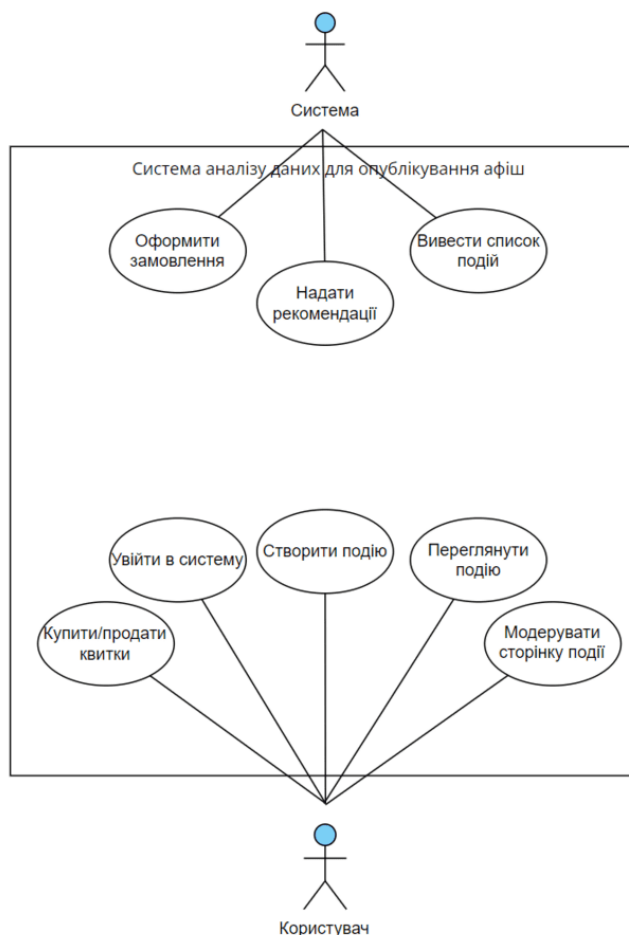 Система
Система аналізу даних для опублікування афіш
Оформити
замовлення
Вивести список
подій
Надати
рекомендації
Увійти в систему
Створити подію
Переглянути
подію
Купити/продати
квитки
Модерувати
сторінку події
Користувач